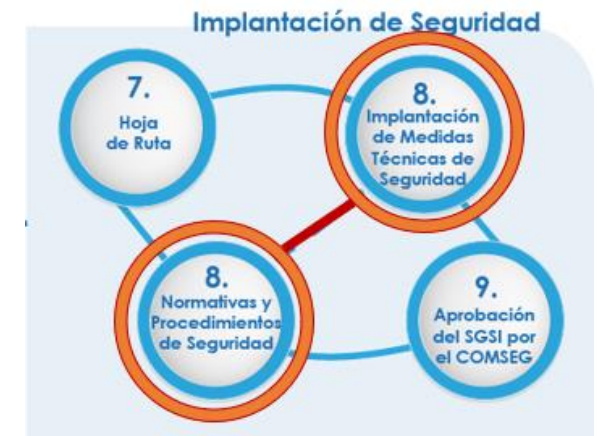 Implantación de Seguridad
7.
Hoja
de Ruta
8.
Implantación
de Medidas
Técnicas de
Seguridad
8.
Normativas y
Procedimientos
de Seguridad
9.
Aprobación
del SGSI por
el COMSEG